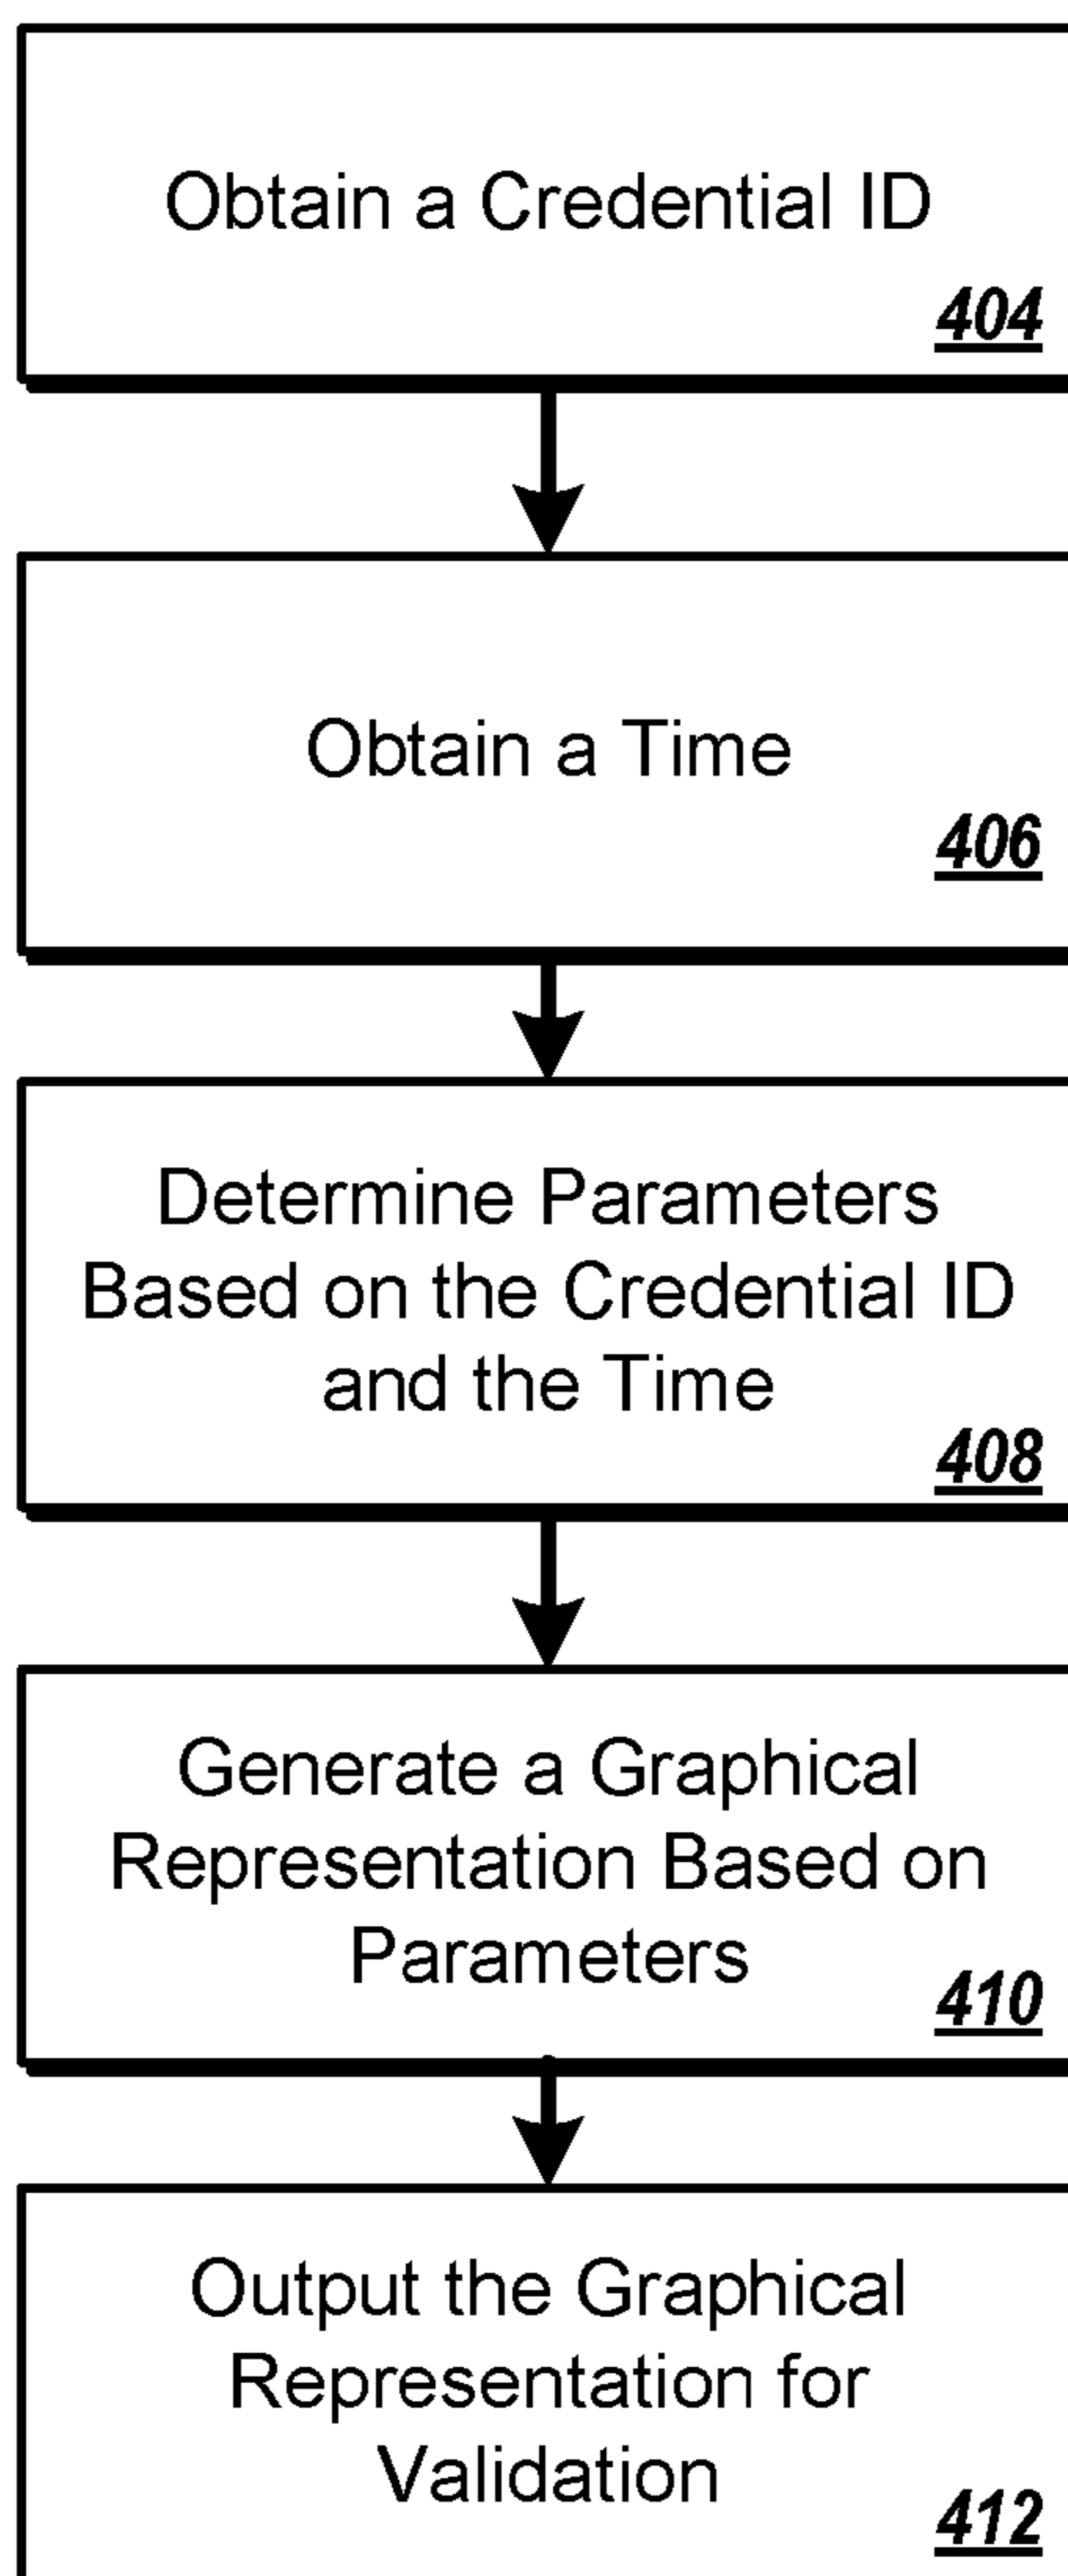 Obtain a Credential ID
404
Obtain a Time
406
Determine Parameters
Based on the Credential ID
and the Time
408
Generate a Graphical
Representation Based on
Parameters
410
Output the Graphical
Representation for
Validation
412